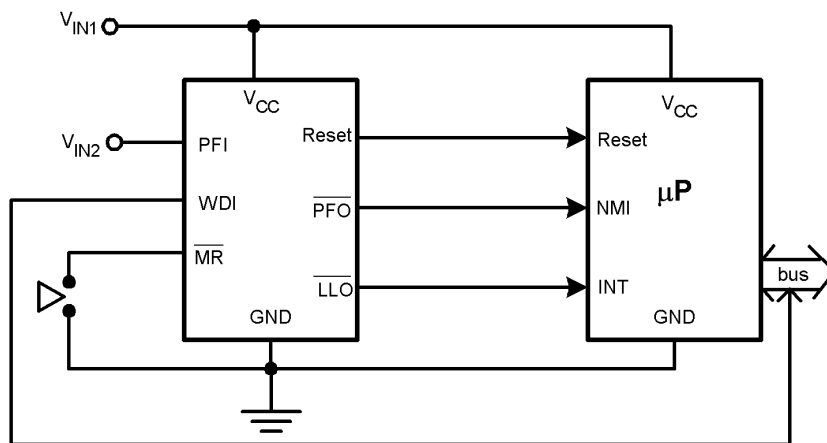 VIN1
VCC
VCC
VIN2
PFI
Reset
Reset
μP
WDI
PFO
NMI
MR
bus
LLO
INT
GND
GND